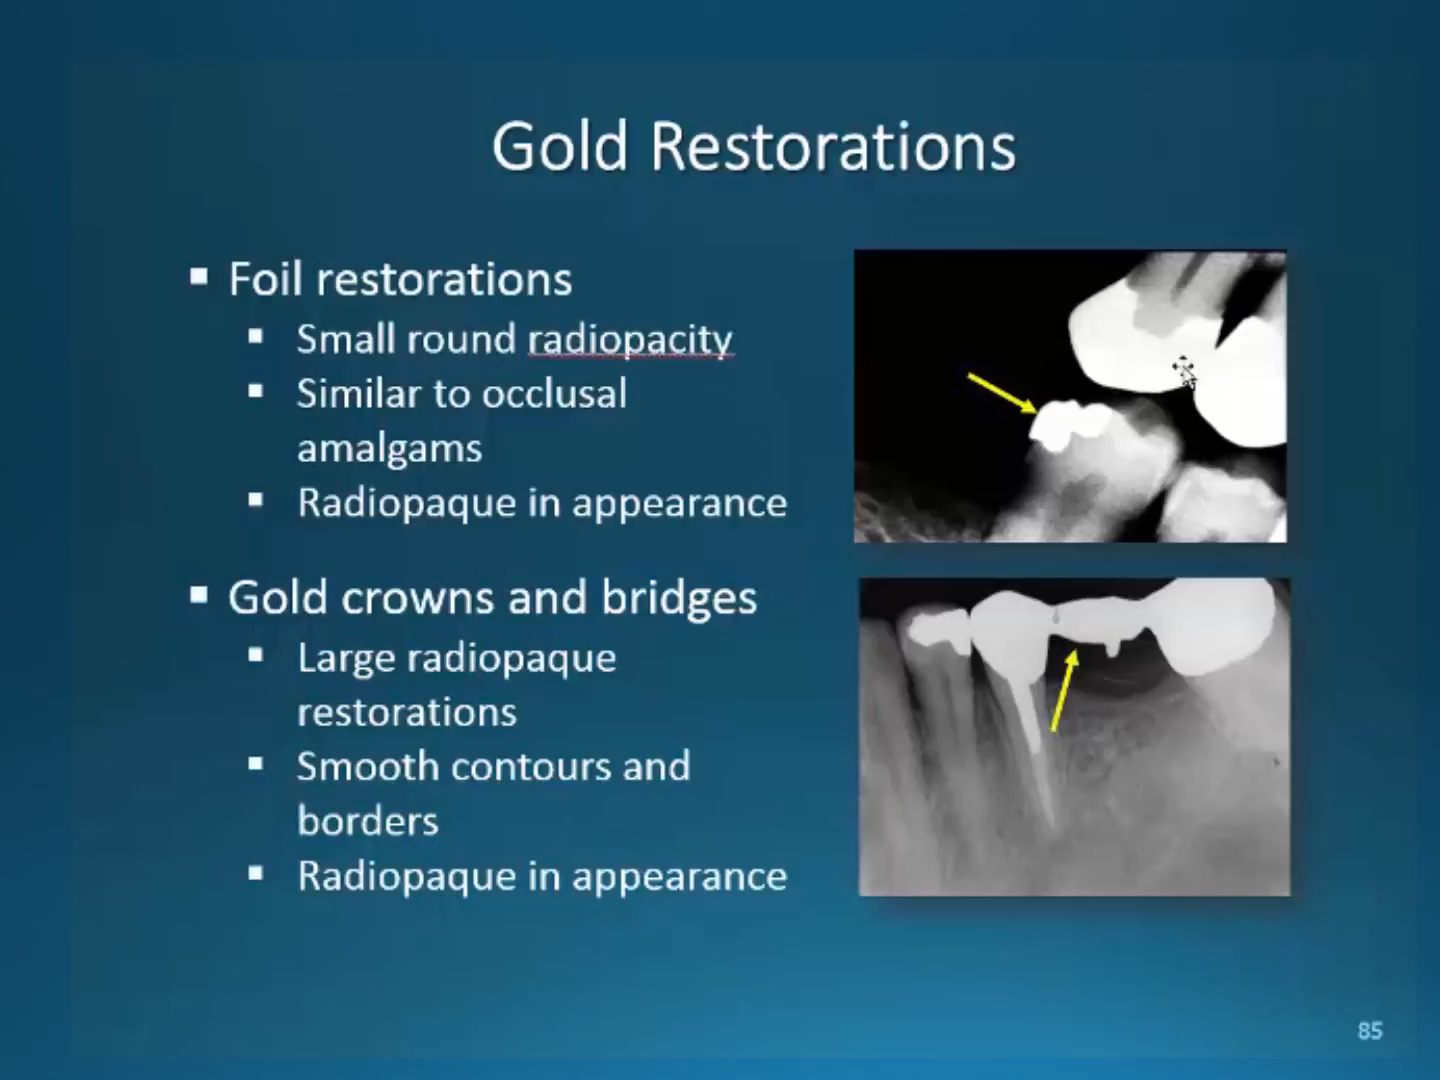 Gold Restorations
▪ Foil restorations
▪ Small round radiopacity
▪ Similar to occlusal
amalgams
▪ Radiopaque in appearance
▪ Gold crowns and bridges
▪ Large radiopaque
restorations
▪ Smooth contours and
borders
▪ Radiopaque in appearance
85